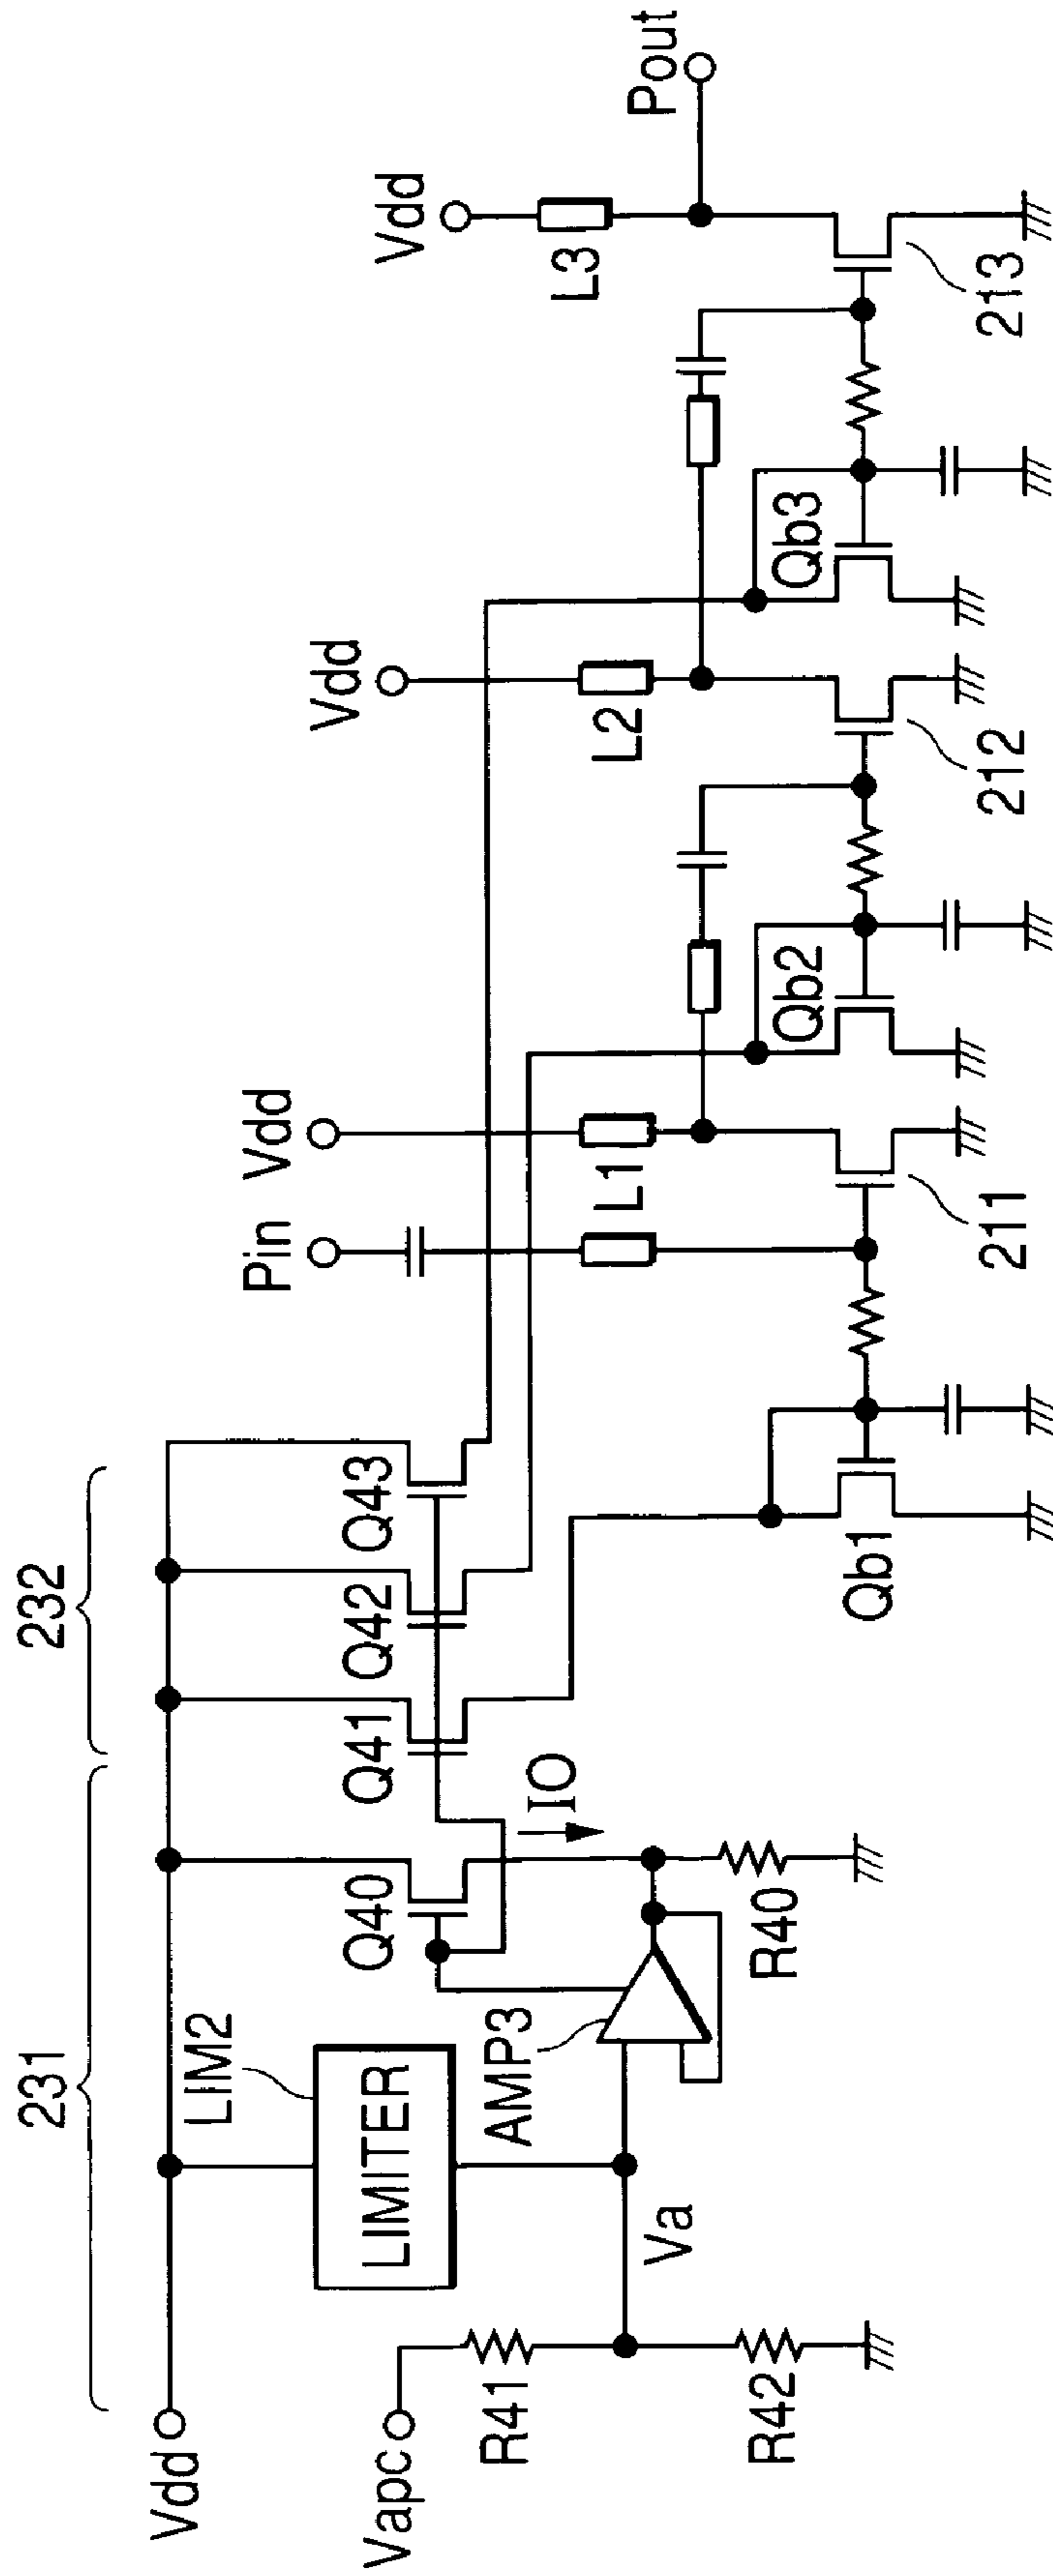 231
232
Vdd
LIM2
LIMITER
Q40
Q41
Q42
Q43
Pin
Vdd
Vdd
Vdd
Pout
Vapc
R41
R42
Va
AMP3
IO
R40
L1
L2
L3
Qb1
211
Qb2
212
Qb3
213